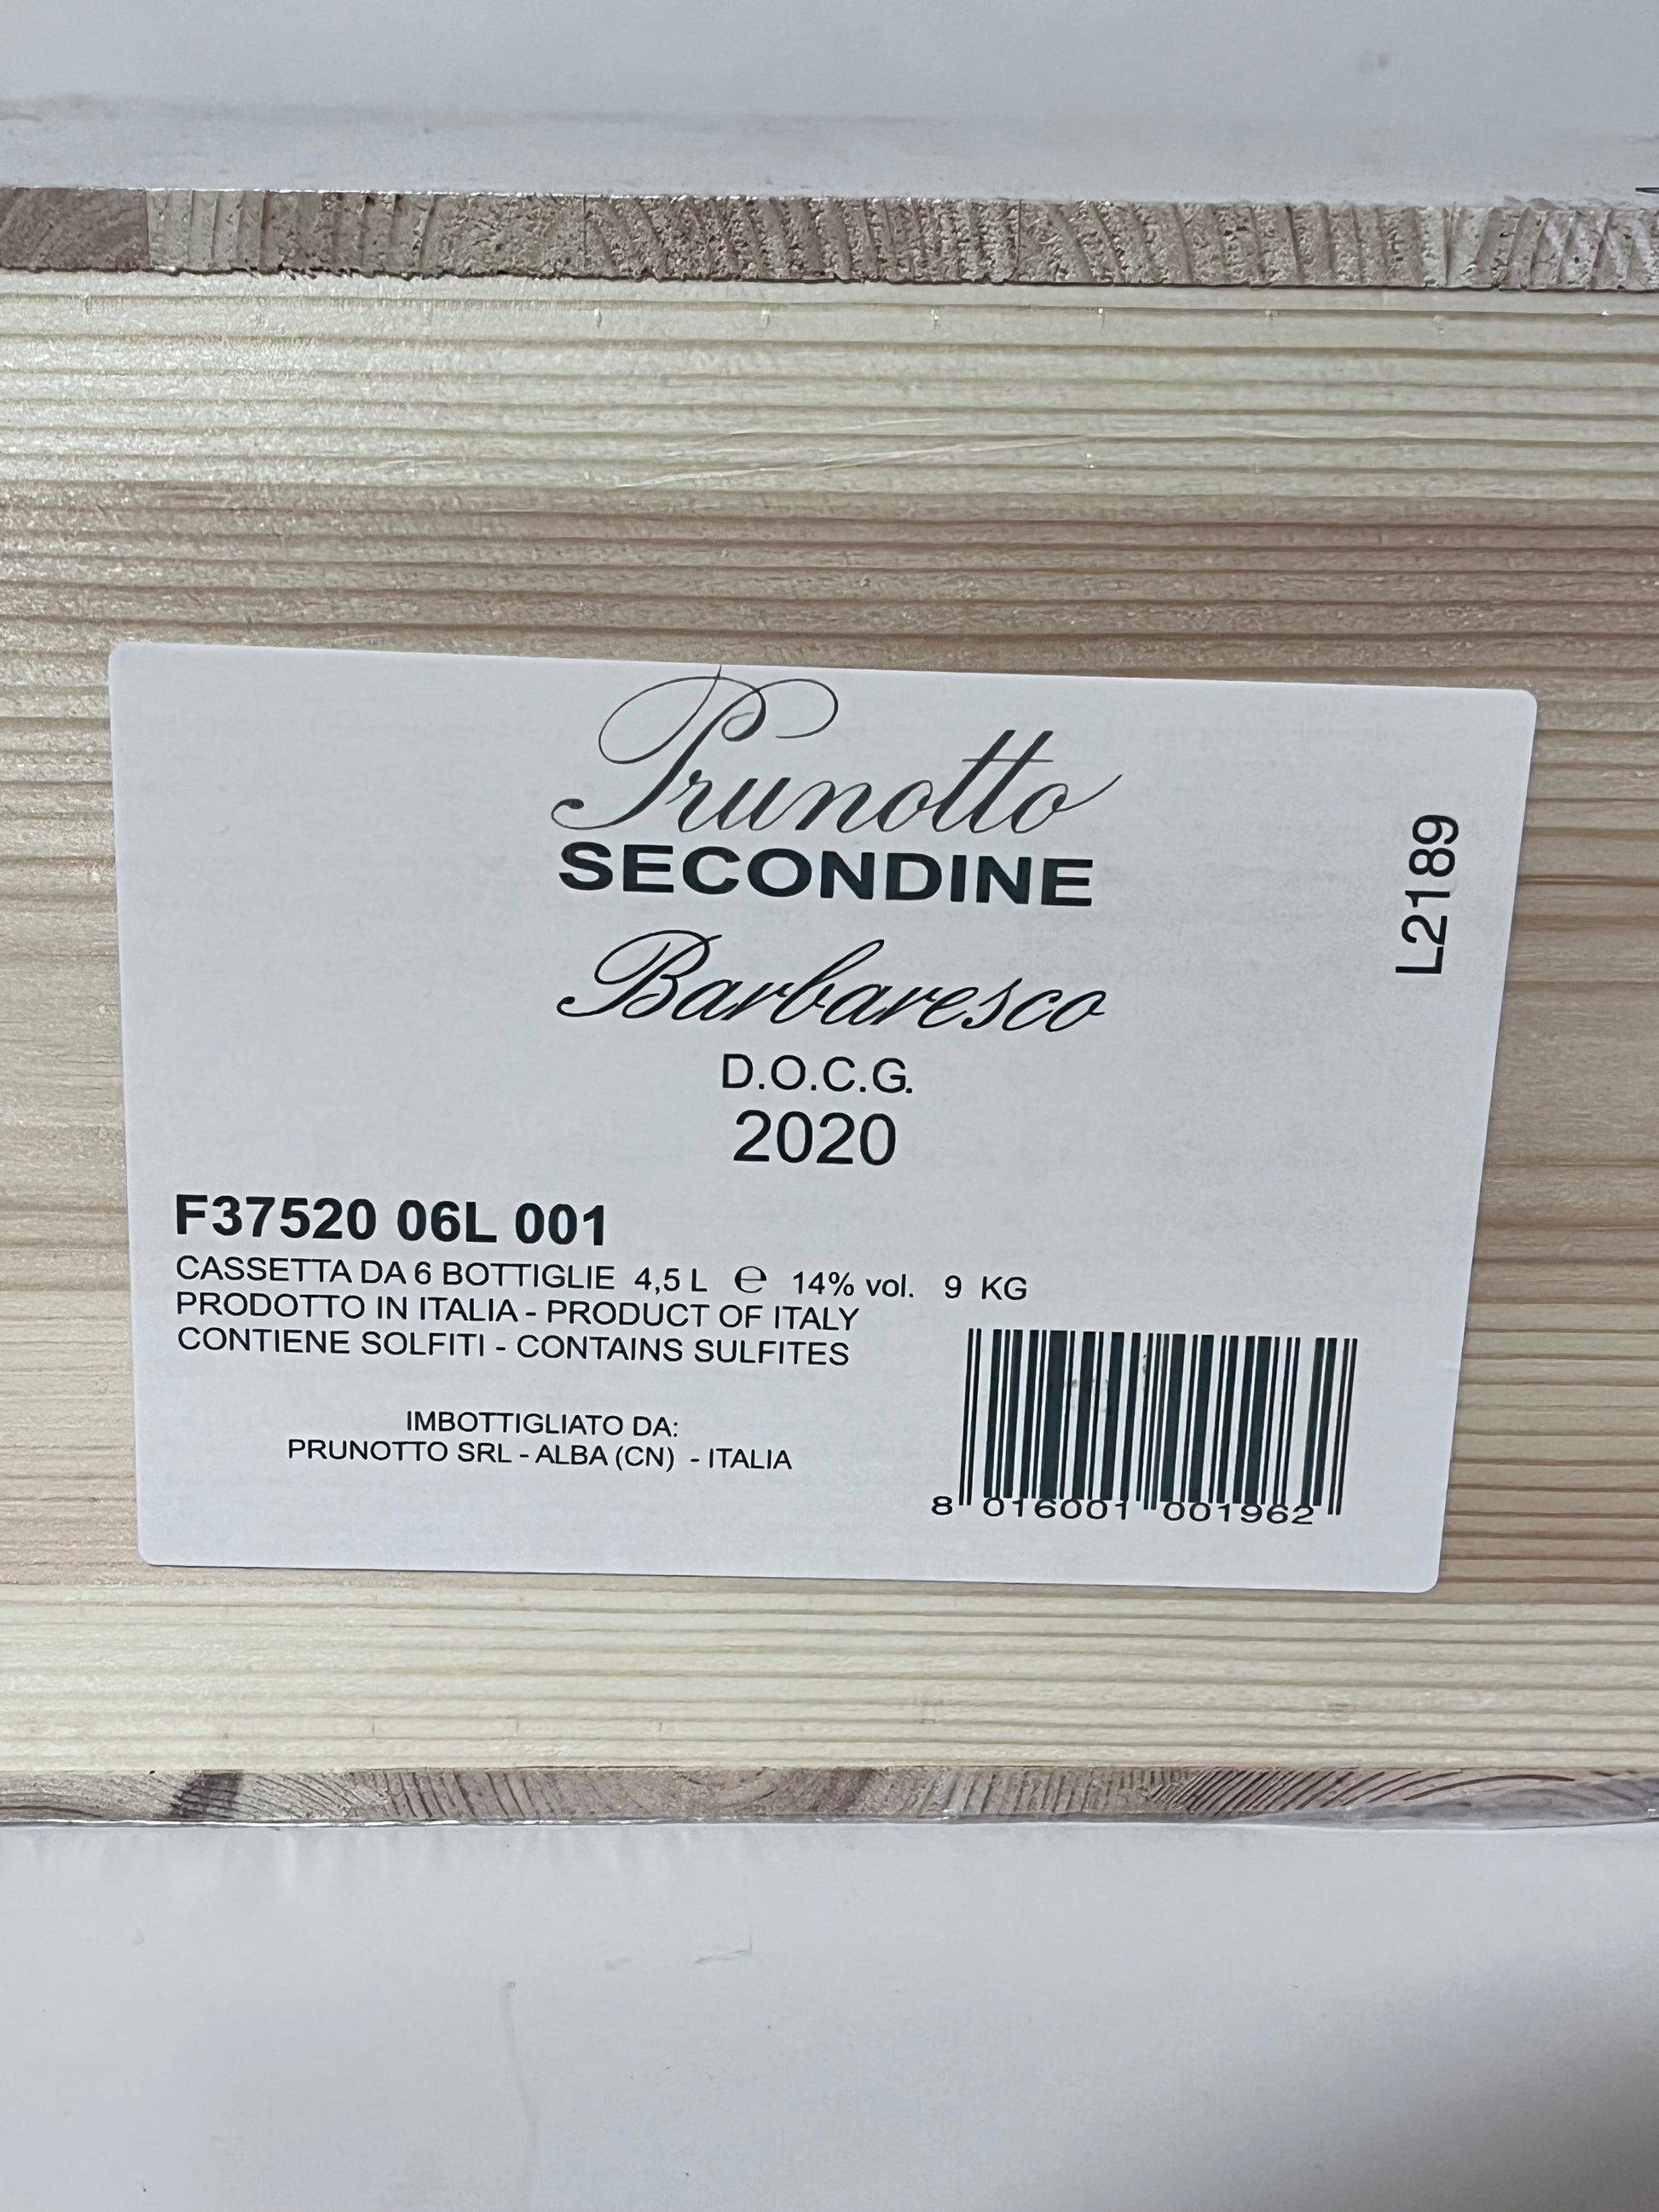 Prunotto
SECONDINE
Barbaresco
D.O.C.G.
2020
L2189
F37520 06L 001
CASSETTA DA 6 BOTTIGLIE 4,5 L ℮ 14% vol. 9 KG
PRODOTTO IN ITALIA - PRODUCT OF ITALY
CONTIENE SOLFITI - CONTAINS SULFITES
IMBOTTIGLIATO DA:
PRUNOTTO SRL - ALBA (CN) - ITALIA
8 016001 001962